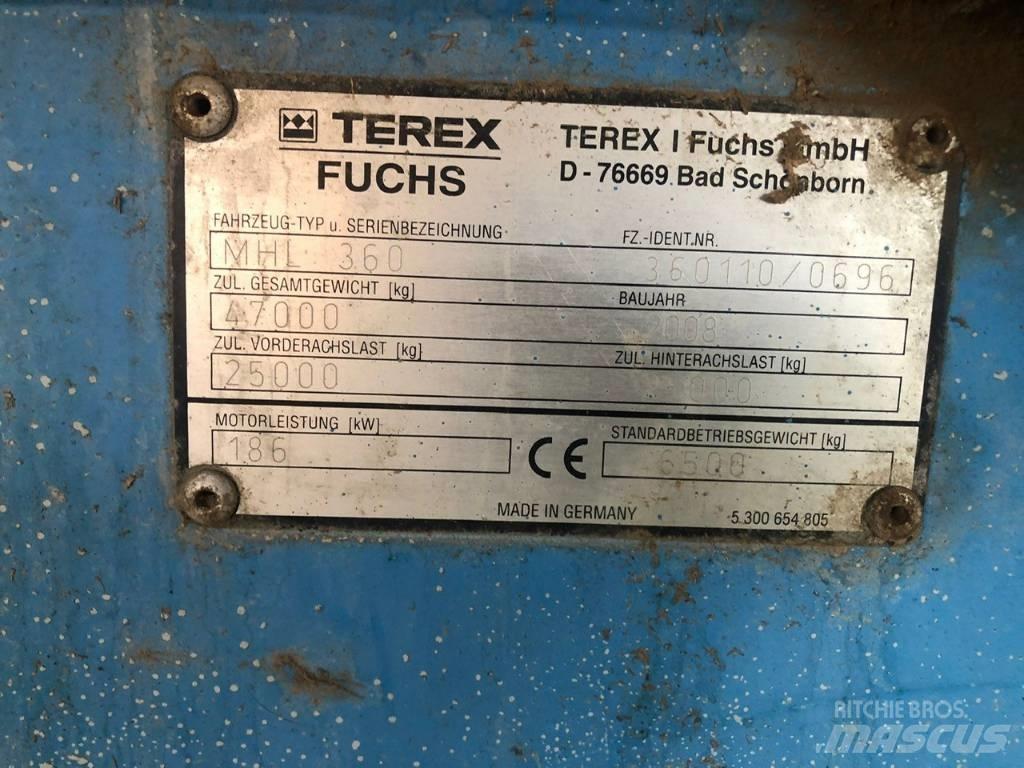 TEREX
FUCHS
TEREX I Fuchs GmbH
D - 76669 Bad Schönborn
FAHRZEUG-TYP u. SERIENBEZEICHNUNG FZ.-IDENT.NR.
MHL 360 360110/0696
ZUL. GESAMTGEWICHT [kg] BAUJAHR
47000 2008
ZUL. VORDERACHSLAST [kg] ZUL. HINTERACHSLAST [kg]
25000
MOTORLEISTUNG [kW] STANDARDBETRIEBSGEWICHT [kg]
186 CE
MADE IN GERMANY 5 300 654 805
RITCHIE BROS.
MASCUS